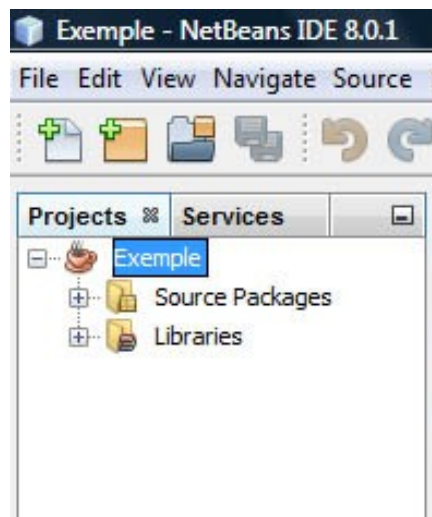 Exemple - NetBeans IDE 8.0.1
File Edit View Navigate Source
Projects Services
Exemple
Source Packages
Libraries